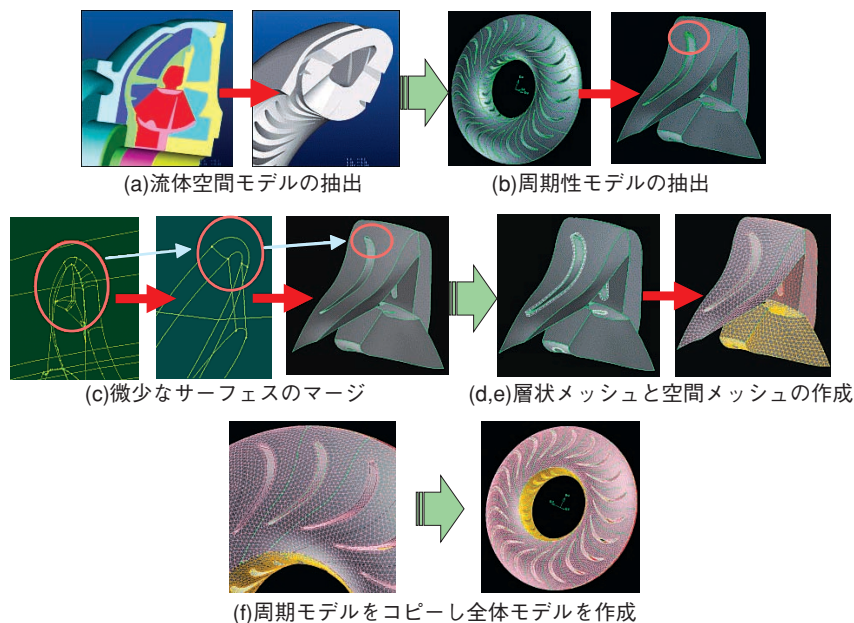 (a)流体空間モデルの抽出
(b)周期性モデルの抽出
(c)微少なサーフェスのマージ
(d,e)層状メッシュと空間メッシュの作成
(f)周期モデルをコピーし全体モデルを作成